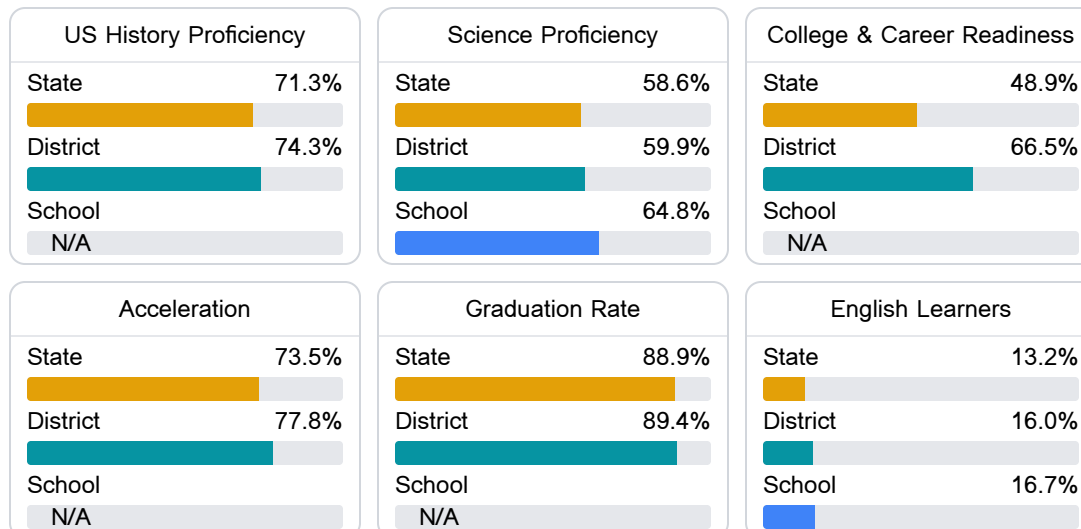 US History Proficiency
State 71.3%
District 74.3%
School
N/A
Science Proficiency
State 58.6%
District 59.9%
School 64.8%
College & Career Readiness
State 48.9%
District 66.5%
School
N/A
Acceleration
State 73.5%
District 77.8%
School
N/A
Graduation Rate
State 88.9%
District 89.4%
School
N/A
English Learners
State 13.2%
District 16.0%
School 16.7%